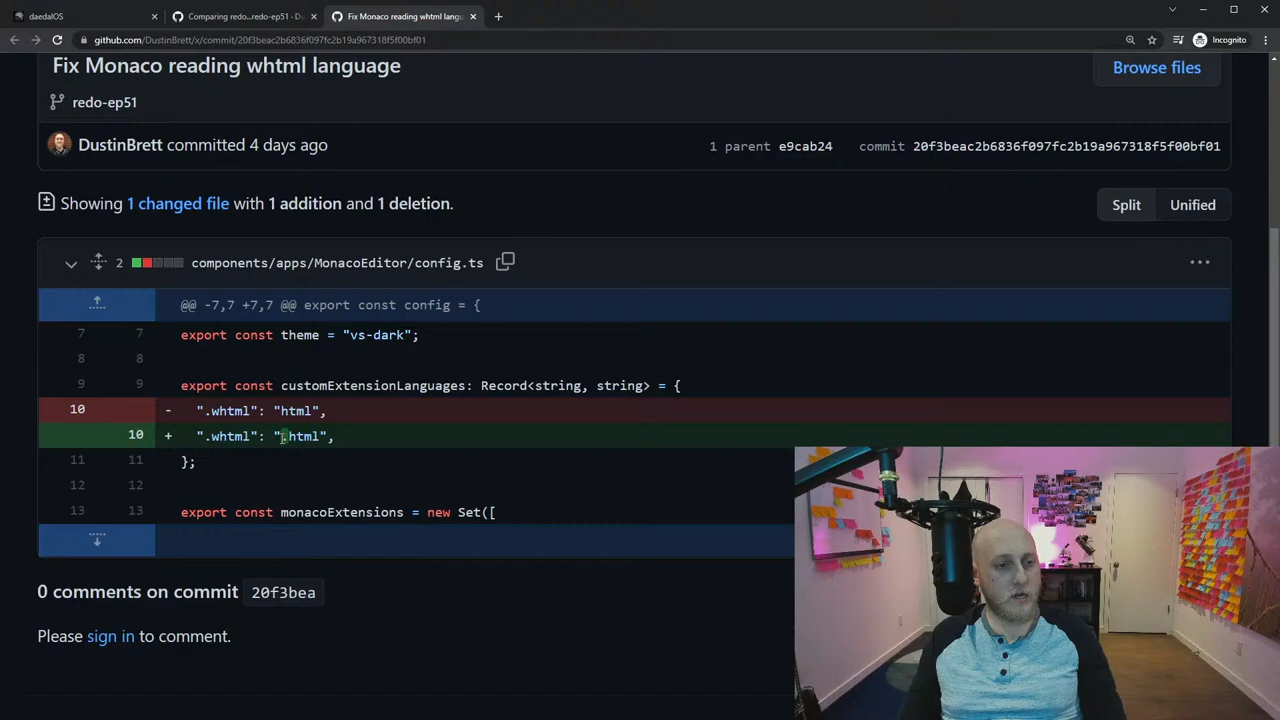 daedalOS
Comparing redo...redo-ep51 · Du
Fix Monaco reading whtml langu
github.com/DustinBrett/x/commit/20f3beac2b6836f097fc2b19a967318f5f00bf01
Incognito
Fix Monaco reading whtml language
Browse files
redo-ep51
DustinBrett committed 4 days ago
1 parent e9cab24 commit 20f3beac2b6836f097fc2b19a967318f5f00bf01
Showing 1 changed file with 1 addition and 1 deletion.
Split Unified
2 components/apps/MonacoEditor/config.ts
@@ -7,7 +7,7 @@ export const config = {
7 7 export const theme = "vs-dark";
8 8
9 9 export const customExtensionLanguages: Record<string, string> = {
10 - ".whtml": "html",
10 + ".whtml": ".html",
11 11 };
12 12
13 13 export const monacoExtensions = new Set([
0 comments on commit 20f3bea
Please sign in to comment.